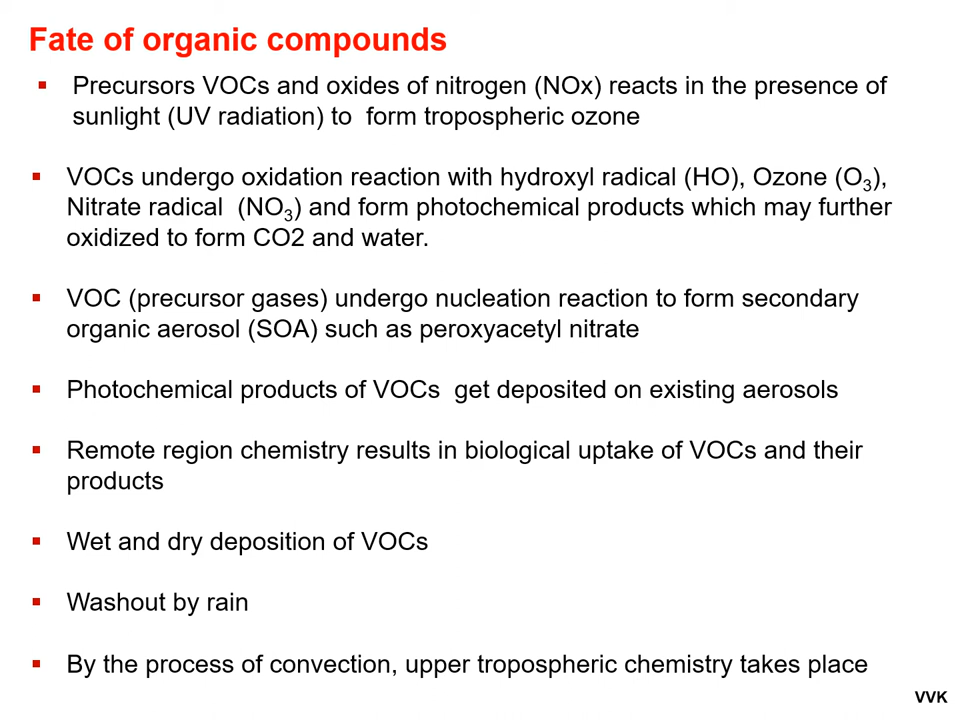 Fate of organic compounds
▪ Precursors VOCs and oxides of nitrogen (NOx) reacts in the presence of
sunlight (UV radiation) to  form tropospheric ozone
▪ VOCs undergo oxidation reaction with hydroxyl radical (HO), Ozone (O₃),
Nitrate radical  (NO₃) and form photochemical products which may further
oxidized to form CO2 and water.
▪ VOC (precursor gases) undergo nucleation reaction to form secondary
organic aerosol (SOA) such as peroxyacetyl nitrate
▪ Photochemical products of VOCs  get deposited on existing aerosols
▪ Remote region chemistry results in biological uptake of VOCs and their
products
▪ Wet and dry deposition of VOCs
▪ Washout by rain
▪ By the process of convection, upper tropospheric chemistry takes place
VVK